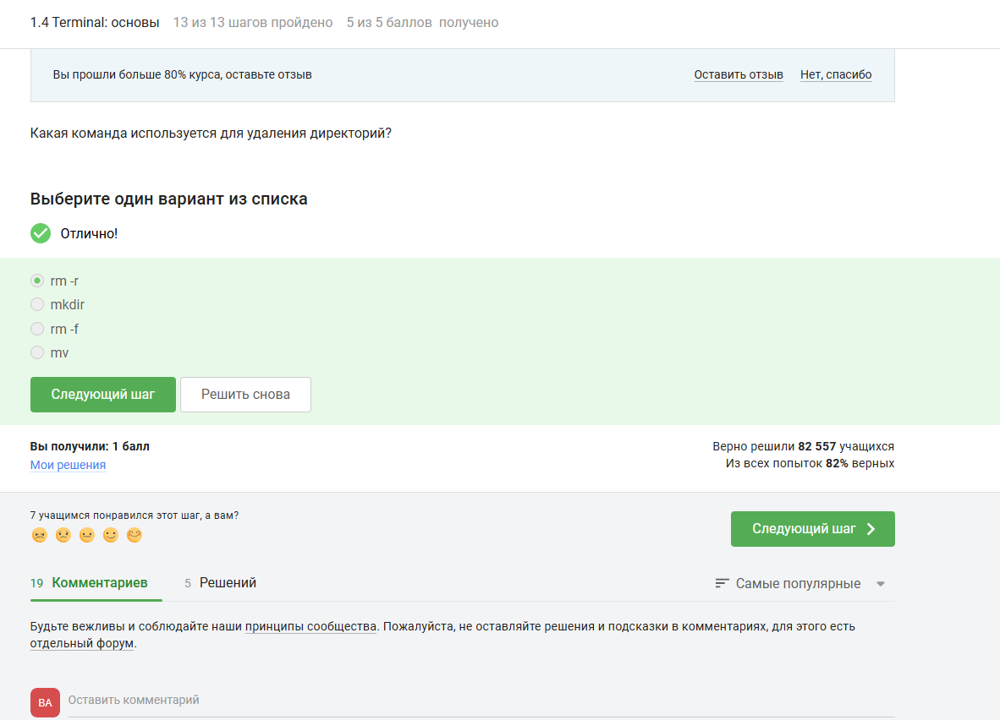 1.4 Terminal: основы 13 из 13 шагов пройдено 5 из 5 баллов получено
Вы прошли больше 80% курса, оставьте отзыв Оставить отзыв Нет, спасибо
Какая команда используется для удаления директорий?
Выберите один вариант из списка
Отлично!
rm -r
mkdir
rm -f
mv
Следующий шаг Решить снова
Вы получили: 1 балл
Мои решения
Верно решили 82 557 учащихся
Из всех попыток 82% верных
7 учащимся понравился этот шаг, а вам?
Следующий шаг
19 Комментариев 5 Решений Самые популярные
Будьте вежливы и соблюдайте наши принципы сообщества. Пожалуйста, не оставляйте решения и подсказки в комментариях, для этого есть
отдельный форум.
ВА Оставить комментарий